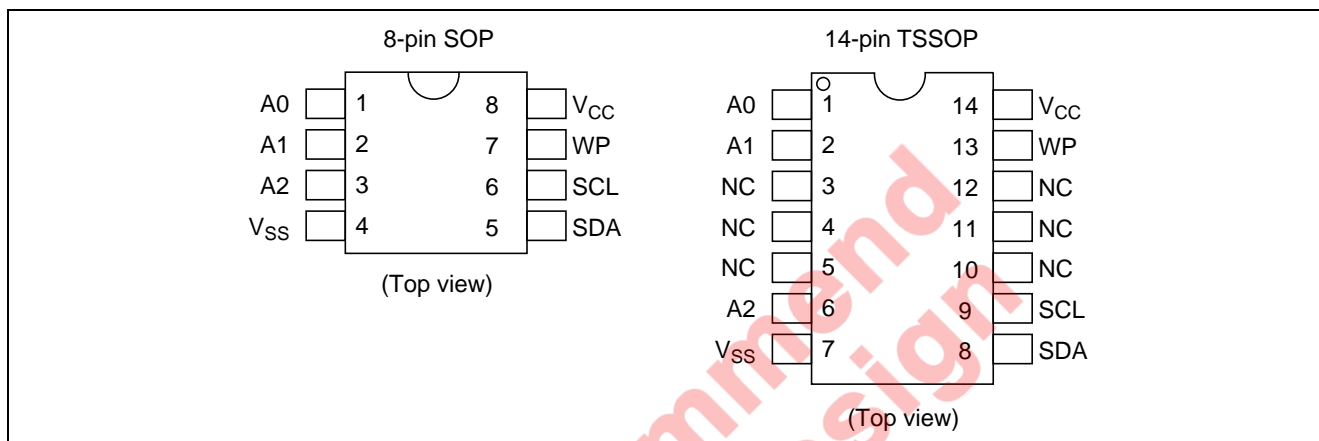 8-pin SOP
A0 1 8 VCC
A1 2 7 WP
A2 3 6 SCL
VSS 4 5 SDA
(Top view)
14-pin TSSOP
A0 1 14 VCC
A1 2 13 WP
NC 3 12 NC
NC 4 11 NC
NC 5 10 NC
A2 6 9 SCL
VSS 7 8 SDA
(Top view)